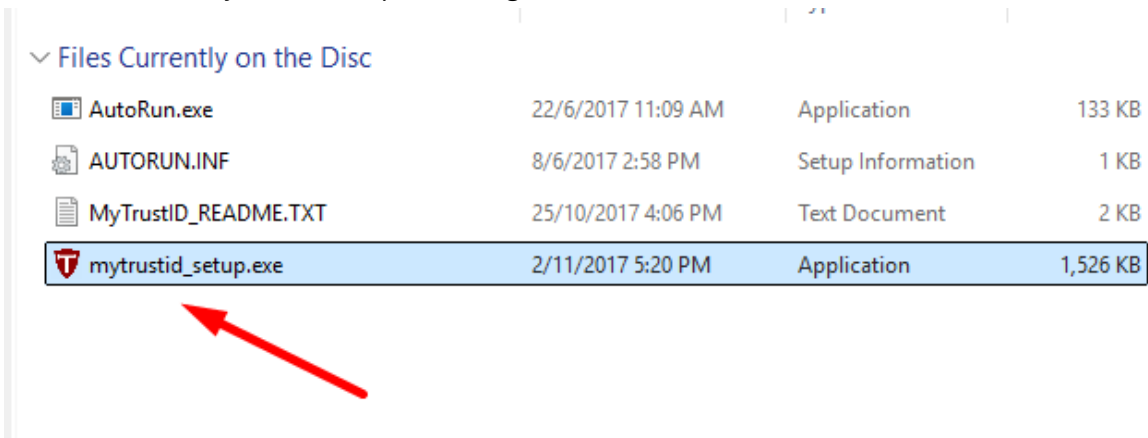 Files Currently on the Disc
AutoRun.exe 22/6/2017 11:09 AM Application 133 KB
AUTORUN.INF 8/6/2017 2:58 PM Setup Information 1 KB
MyTrustID_README.TXT 25/10/2017 4:06 PM Text Document 2 KB
mytrustid_setup.exe 2/11/2017 5:20 PM Application 1,526 KB